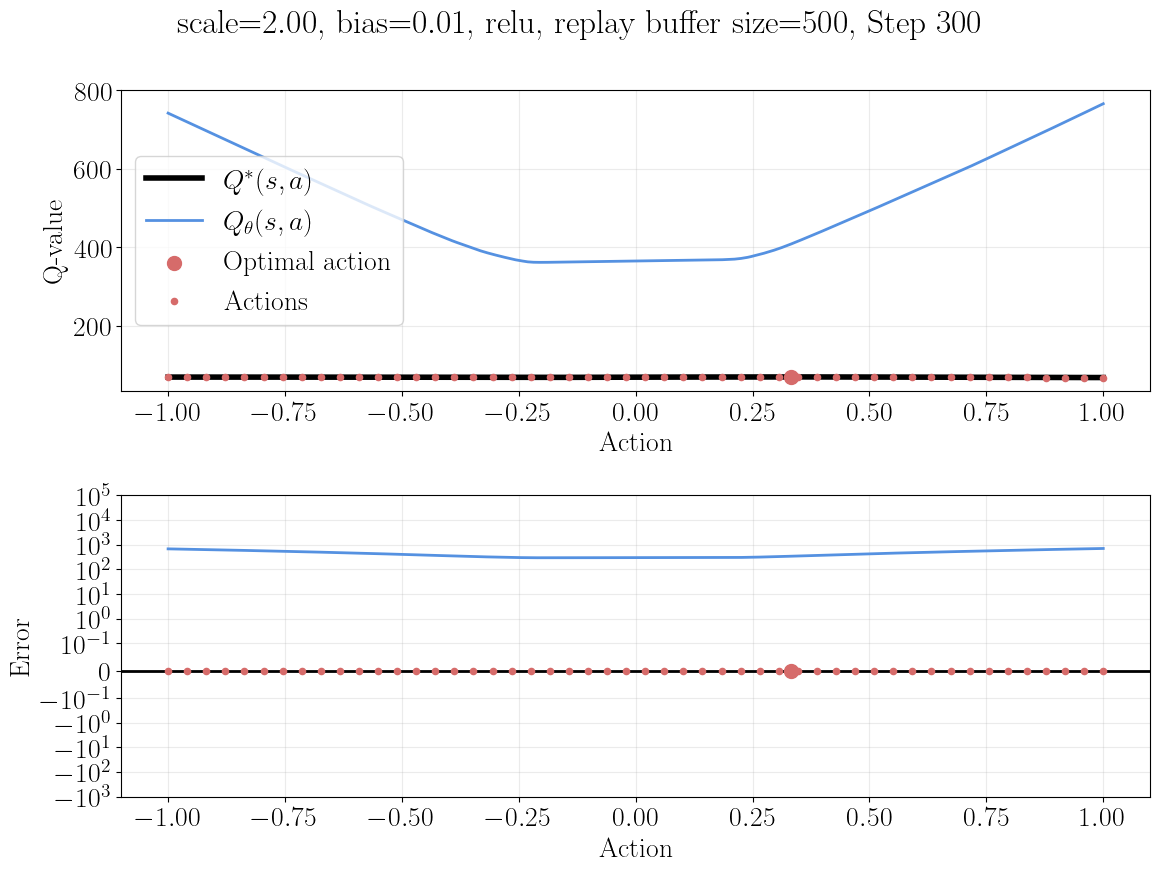 scale=2.00, bias=0.01, relu, replay buffer size=500, Step 300
800
600
400
200
Q-value
Q*(s, a)
Q_θ(s, a)
Optimal action
Actions
−1.00 −0.75 −0.50 −0.25 0.00 0.25 0.50 0.75 1.00
Action
10^5
10^4
10^3
10^2
10^1
10^0
10^−1
0
−10^−1
−10^0
−10^1
−10^2
−10^3
Error
−1.00 −0.75 −0.50 −0.25 0.00 0.25 0.50 0.75 1.00
Action